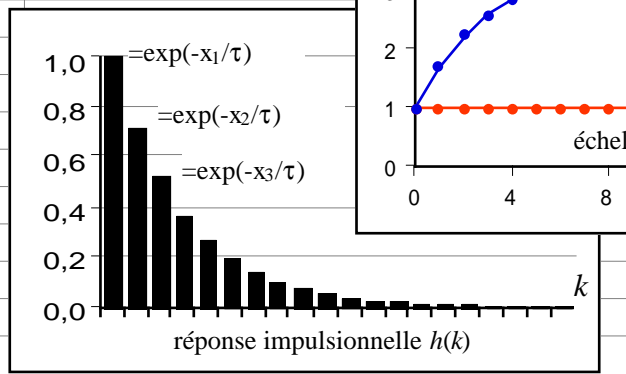 1,0
=exp(-x₁/τ)
0,8
=exp(-x₂/τ)
0,6
=exp(-x₃/τ)
0,4
0,2
0,0
k
réponse impulsionnelle h(k)
2
1
0
échel
0 4 8